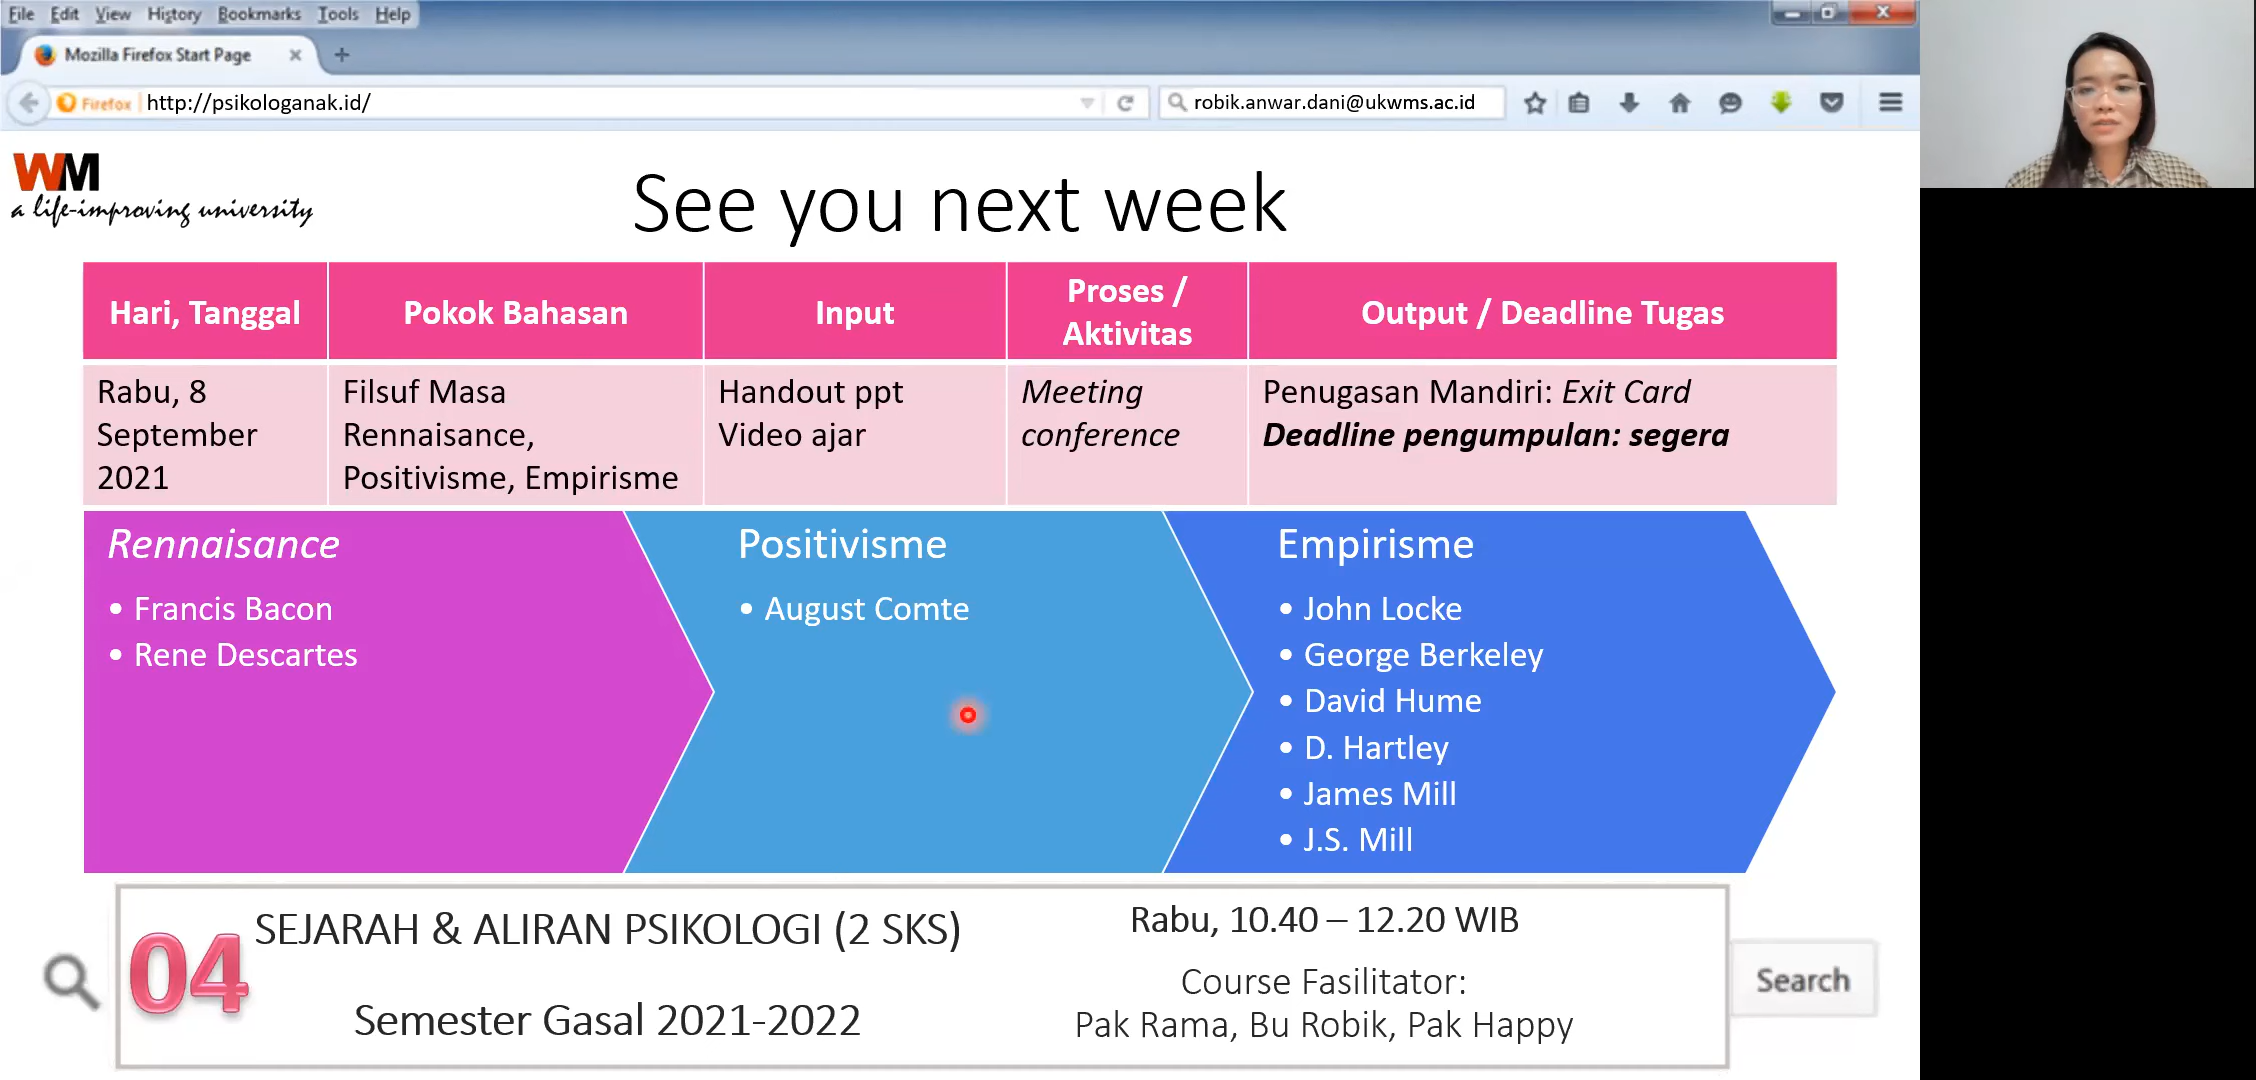 File Edit View History Bookmarks Tools Help
Mozilla Firefox Start Page
Firefox http://psikologanak.id/
robik.anwar.dani@ukwms.ac.id
WM
a life-improving university
See you next week
Hari, Tanggal
Pokok Bahasan
Input
Proses /
Aktivitas
Output / Deadline Tugas
Rabu, 8
September
2021
Filsuf Masa
Rennaisance,
Positivisme, Empirisme
Handout ppt
Video ajar
Meeting
conference
Penugasan Mandiri: Exit Card
Deadline pengumpulan: segera
Rennaisance
• Francis Bacon
• Rene Descartes
Positivisme
• August Comte
Empirisme
• John Locke
• George Berkeley
• David Hume
• D. Hartley
• James Mill
• J.S. Mill
04
SEJARAH & ALIRAN PSIKOLOGI (2 SKS)
Semester Gasal 2021-2022
Rabu, 10.40 – 12.20 WIB
Course Fasilitator:
Pak Rama, Bu Robik, Pak Happy
Search